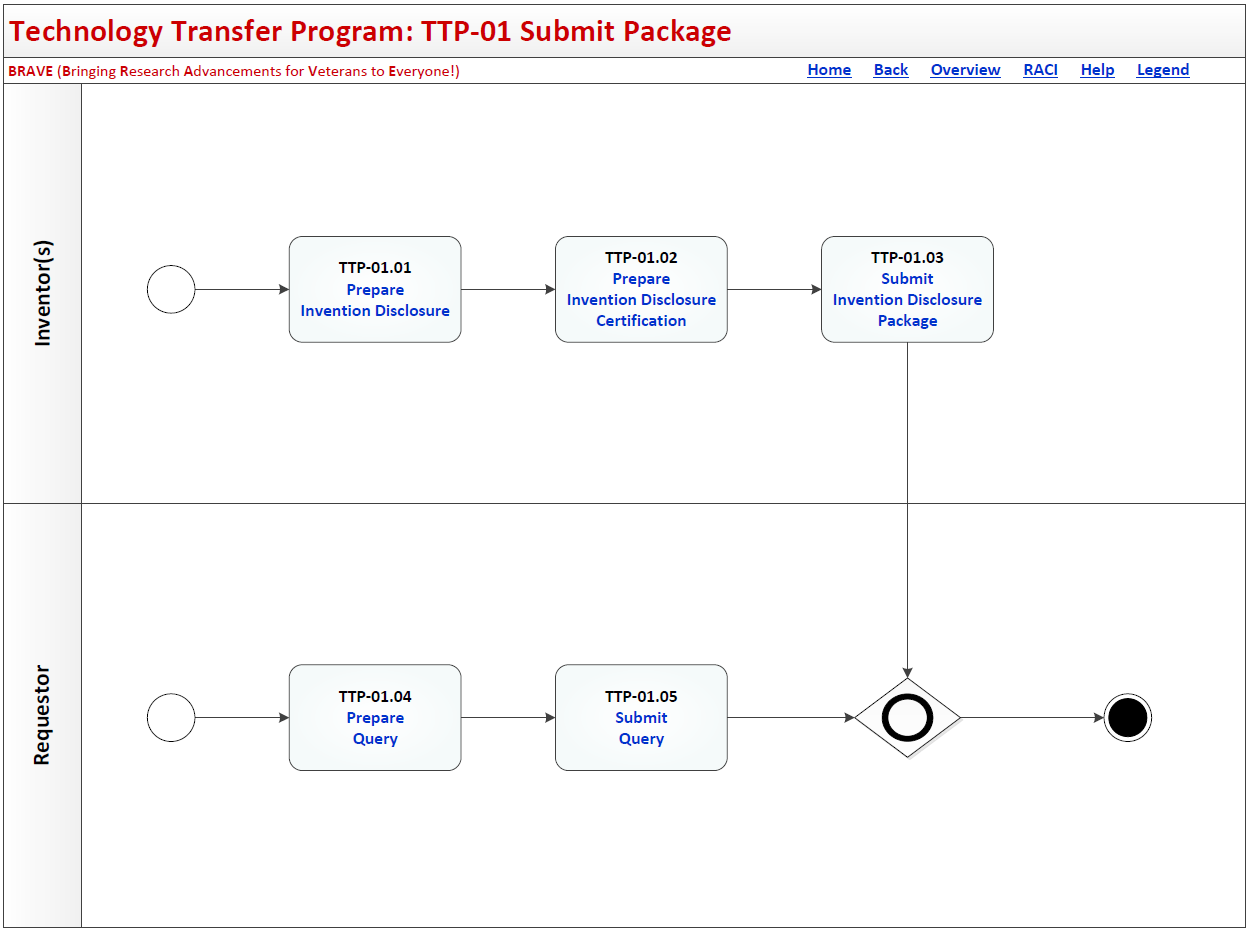 Technology Transfer Program: TTP-01 Submit Package
BRAVE (Bringing Research Advancements for Veterans to Everyone!)
Home Back Overview RACI Help Legend
Inventor(s)
TTP-01.01
Prepare
Invention Disclosure
TTP-01.02
Prepare
Invention Disclosure
Certification
TTP-01.03
Submit
Invention Disclosure
Package
Requestor
TTP-01.04
Prepare
Query
TTP-01.05
Submit
Query